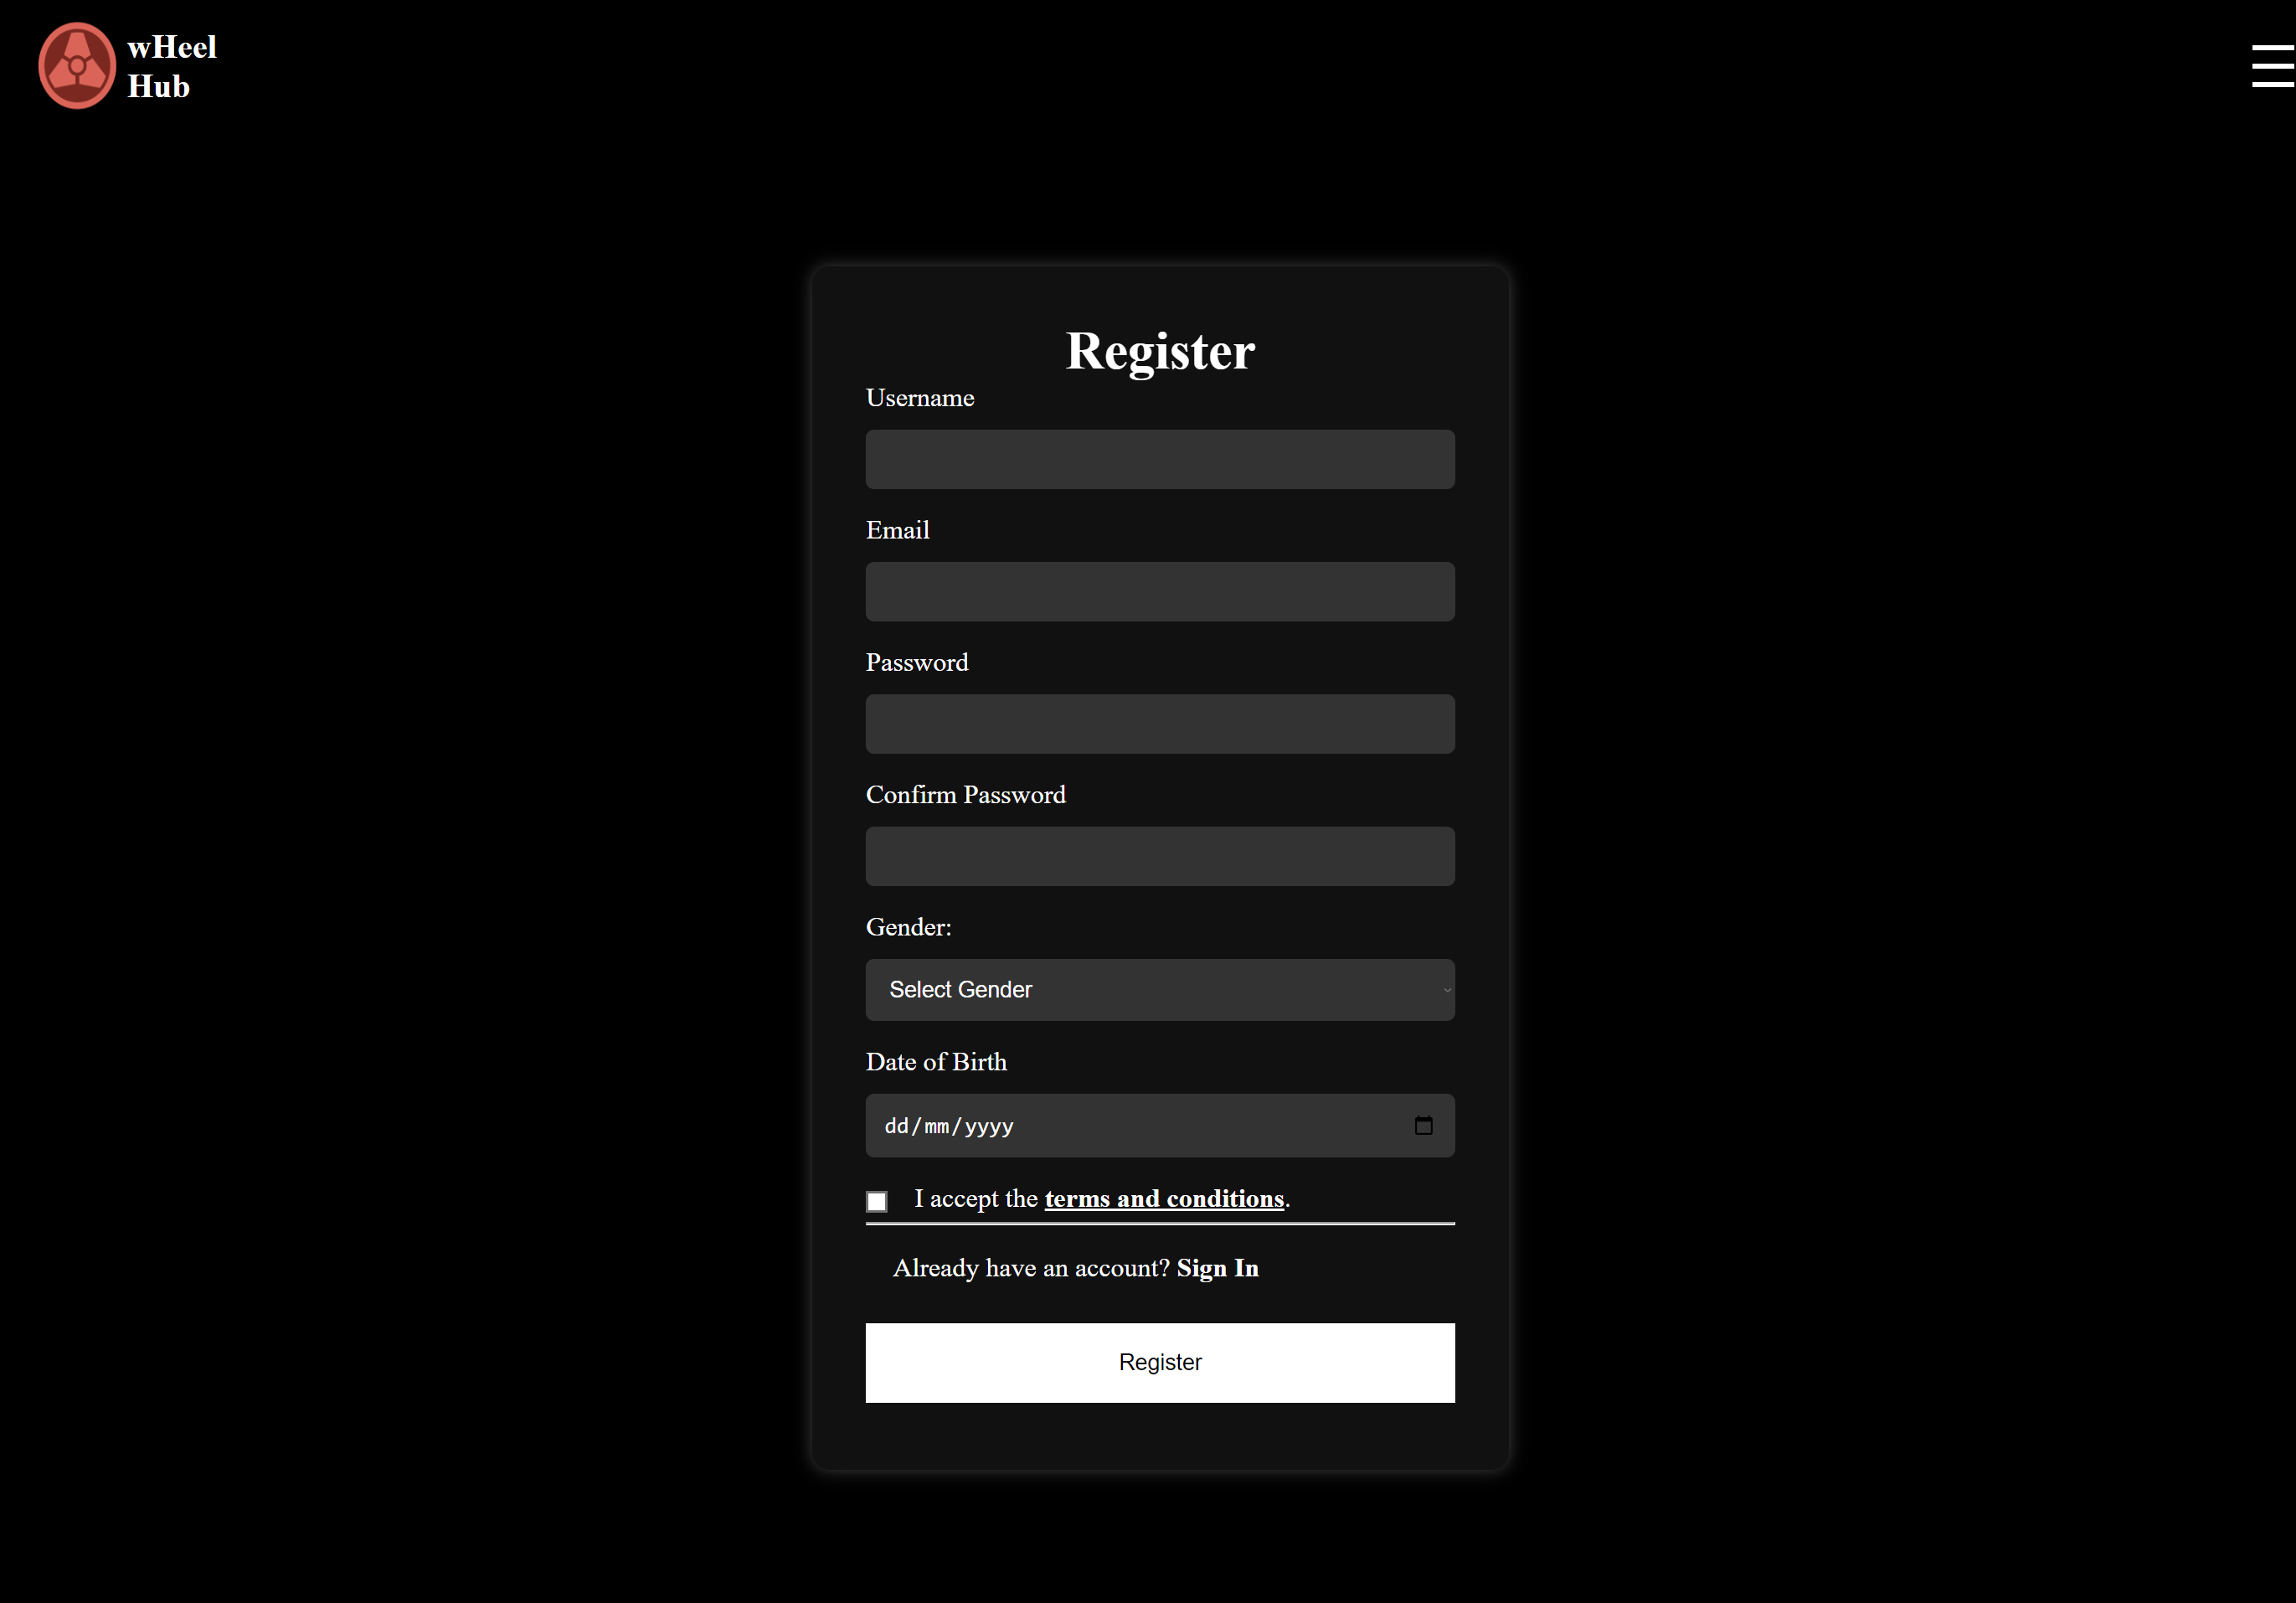 wHeel
Hub
Register
Username
Email
Password
Confirm Password
Gender:
Select Gender
Date of Birth
dd/mm/yyyy
I accept the terms and conditions.
Already have an account? Sign In
Register